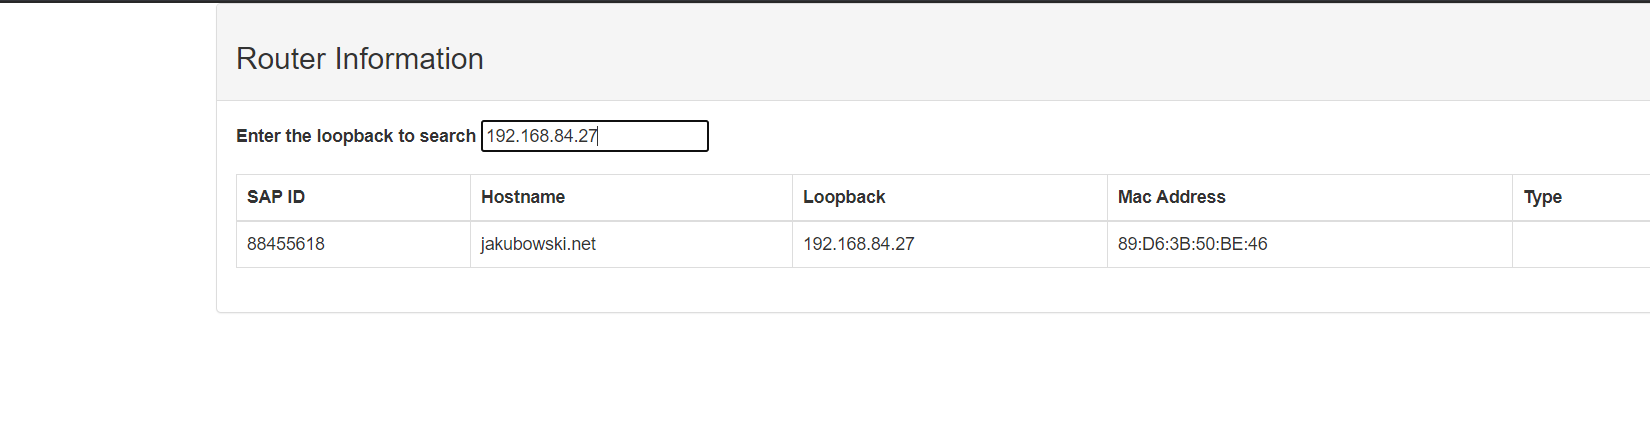 Router Information
Enter the loopback to search 192.168.84.27
SAP ID Hostname Loopback Mac Address Type
88455618 jakubowski.net 192.168.84.27 89:D6:3B:50:BE:46